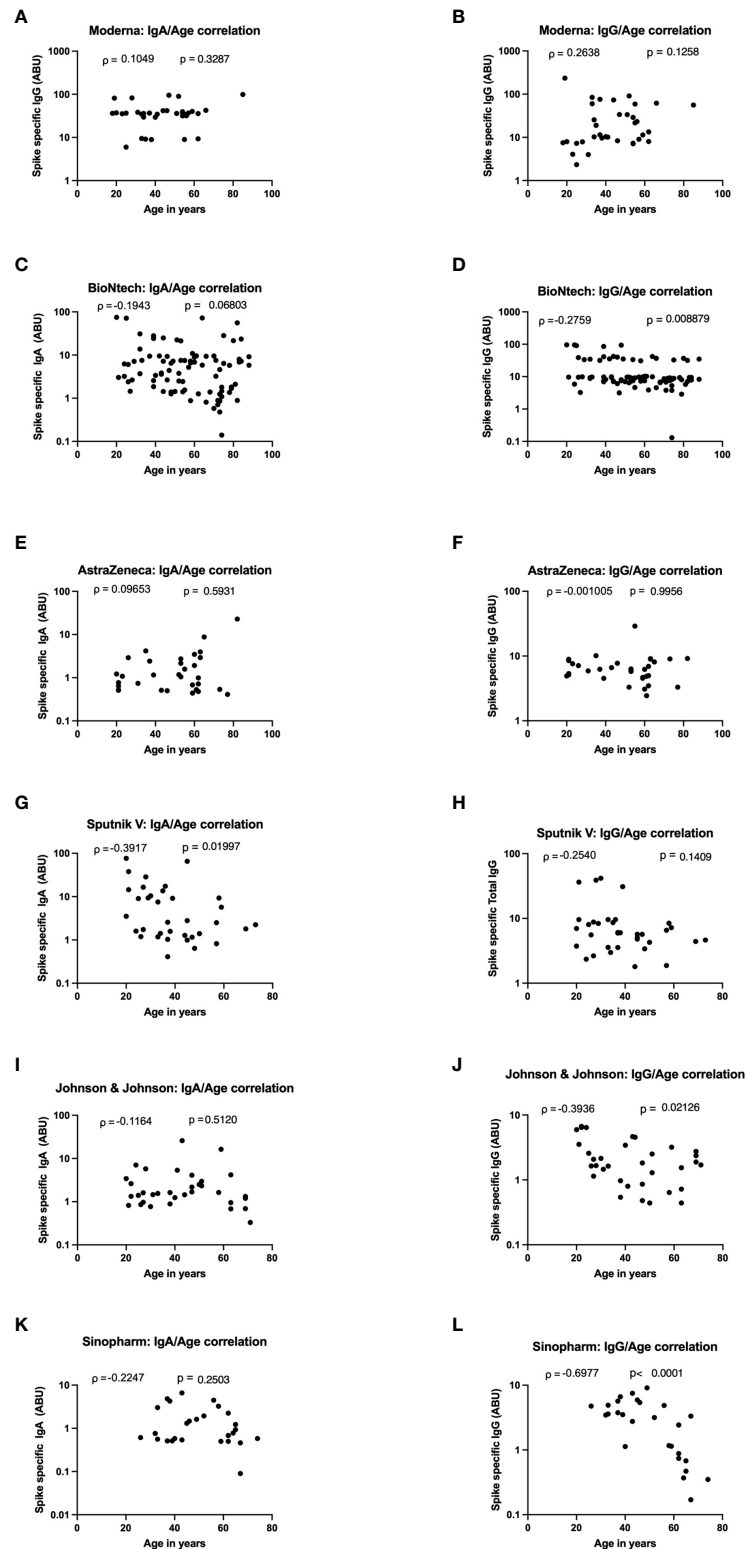 A
Moderna: IgA/Age correlation
ρ = 0.1049 p = 0.3287
Spike specific IgG (ABU)
1000
100
10
1
0 20 40 60 80 100
Age in years
B
Moderna: IgG/Age correlation
ρ = 0.2638 p = 0.1258
Spike specific IgG (ABU)
1000
100
10
1
0 20 40 60 80 100
Age in years
C
BioNtech: IgA/Age correlation
ρ =-0.1943 p = 0.06803
Spike specific IgA (ABU)
100
10
1
0.1
0 20 40 60 80 100
Age in years
D
BioNtech: IgG/Age correlation
ρ =-0.2759 p = 0.008879
Spike specific IgG (ABU)
1000
100
10
1
0.1
0 20 40 60 80 100
Age in years
E
AstraZeneca: IgA/Age correlation
ρ = 0.09653 p = 0.5931
Spike specific IgA (ABU)
100
10
1
0.1
0 20 40 60 80 100
Age in years
F
AstraZeneca: IgG/Age correlation
ρ = -0.001005 p = 0.9956
Spike specific IgG (ABU)
100
10
1
0 20 40 60 80 100
Age in years
G
Sputnik V: IgA/Age correlation
ρ =-0.3917 p = 0.01997
Spike specific IgA (ABU)
100
10
1
0.1
0 20 40 60 80
Age in years
H
Sputnik V: IgG/Age correlation
ρ =-0.2540 p = 0.1409
Spike specific Total IgG
100
10
1
0 20 40 60 80
Age in years
I
Johnson & Johnson: IgA/Age correlation
ρ =-0.1164 p =0.5120
Spike specific IgA (ABU)
100
10
1
0.1
0 20 40 60 80
Age in years
J
Johnson & Johnson: IgG/Age correlation
ρ =-0.3936 p = 0.02126
Spike specific IgG (ABU)
10
1
0.1
0 20 40 60 80
Age in years
K
Sinopharm: IgA/Age correlation
ρ =-0.2247 p = 0.2503
Spike specific IgA (ABU)
10
1
0.1
0.01
0 20 40 60 80
Age in years
L
Sinopharm: IgG/Age correlation
ρ =-0.6977 p< 0.0001
Spike specific IgG (ABU)
10
1
0.1
0 20 40 60 80
Age in years